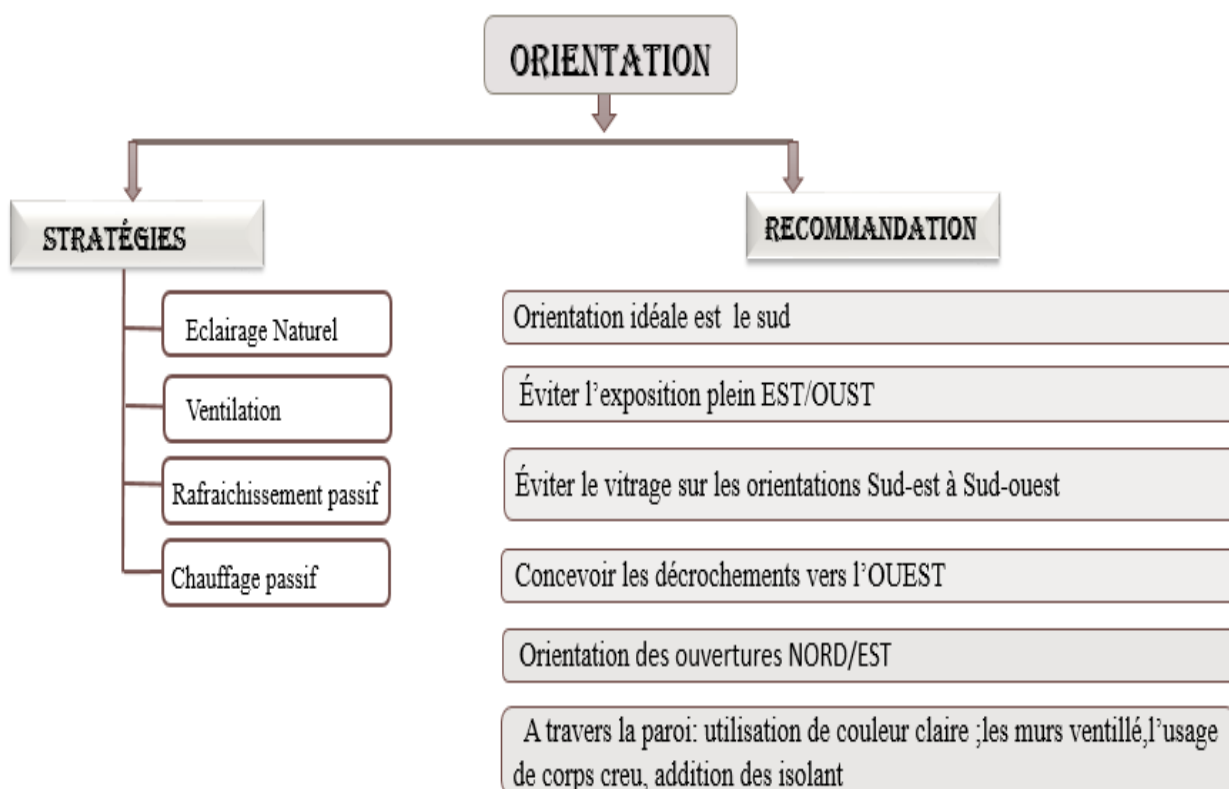 ORIENTATION
STRATÉGIES
Eclairage Naturel
Ventilation
Rafraichissement passif
Chauffage passif
RECOMMANDATION
Orientation idéale est le sud
Éviter l’exposition plein EST/OUST
Éviter le vitrage sur les orientations Sud-est à Sud-ouest
Concevoir les décrochements vers l’OUEST
Orientation des ouvertures NORD/EST
A travers la paroi: utilisation de couleur claire ;les murs ventillé,l’usage
de corps creu, addition des isolant